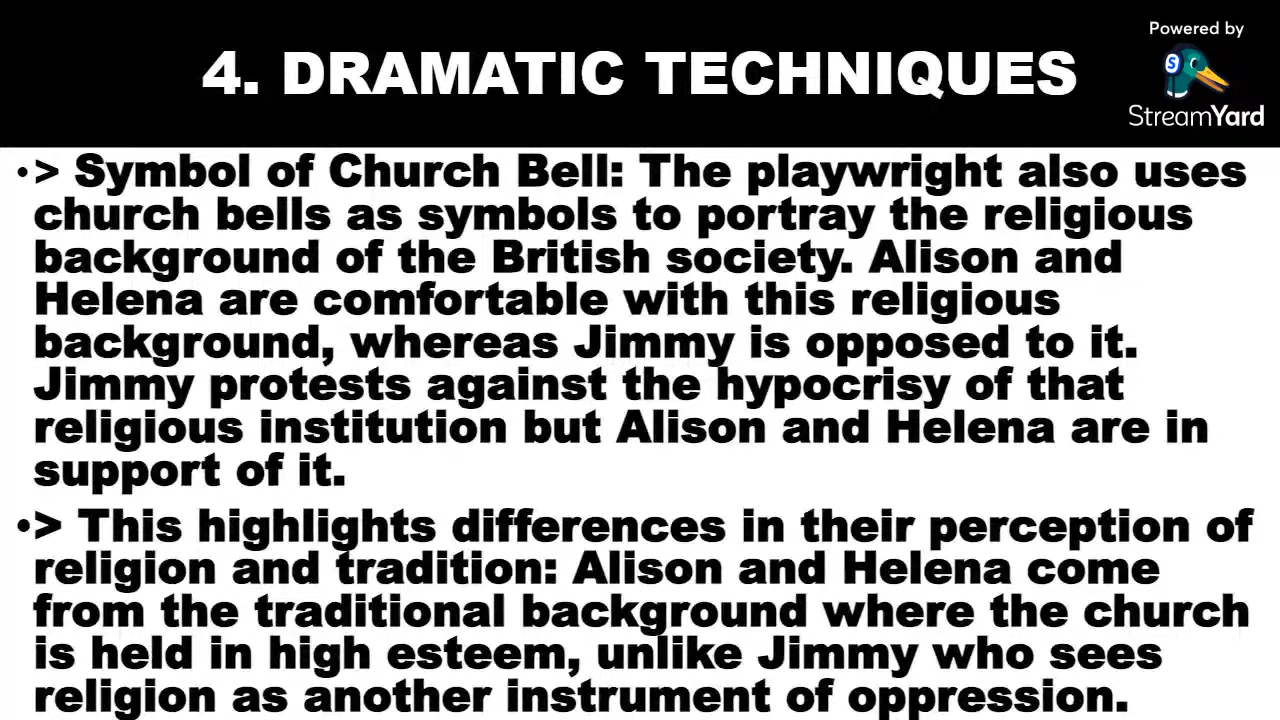 Powered by
4. DRAMATIC TECHNIQUES
StreamYard
•> Symbol of Church Bell: The playwright also uses
church bells as symbols to portray the religious
background of the British society. Alison and
Helena are comfortable with this religious
background, whereas Jimmy is opposed to it.
Jimmy protests against the hypocrisy of that
religious institution but Alison and Helena are in
support of it.
•> This highlights differences in their perception of
religion and tradition: Alison and Helena come
from the traditional background where the church
is held in high esteem, unlike Jimmy who sees
religion as another instrument of oppression.